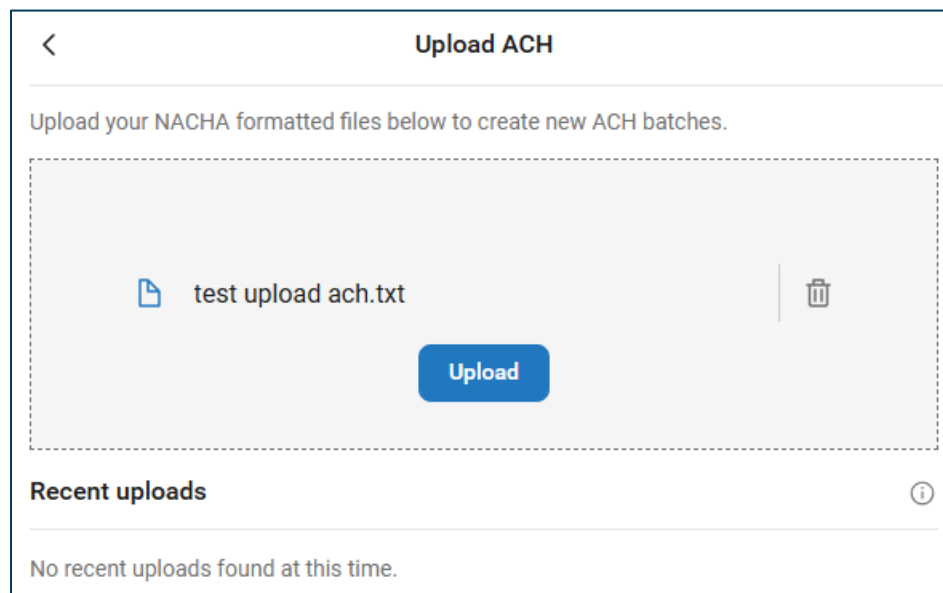 Upload ACH
Upload your NACHA formatted files below to create new ACH batches.
test upload ach.txt
Upload
Recent uploads
No recent uploads found at this time.